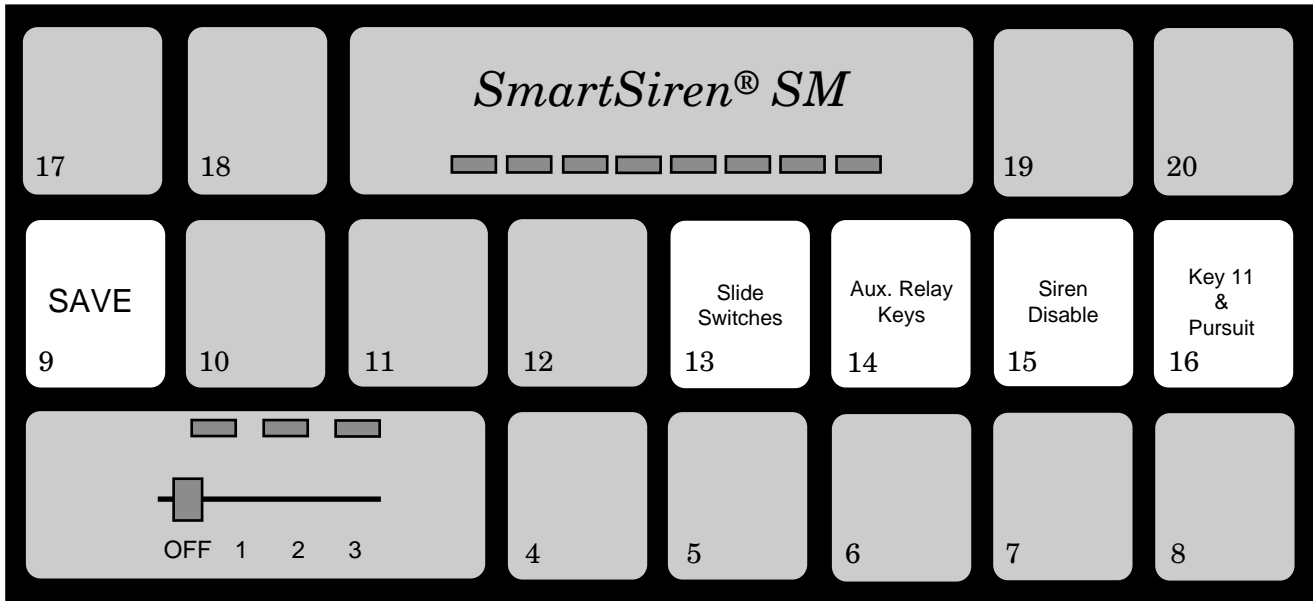 SmartSiren® SM
17
18
19
20
SAVE
9
10
11
12
Slide
Switches
13
Aux. Relay
Keys
14
Siren
Disable
15
Key 11
&
Pursuit
16
OFF 1 2 3
4
5
6
7
8